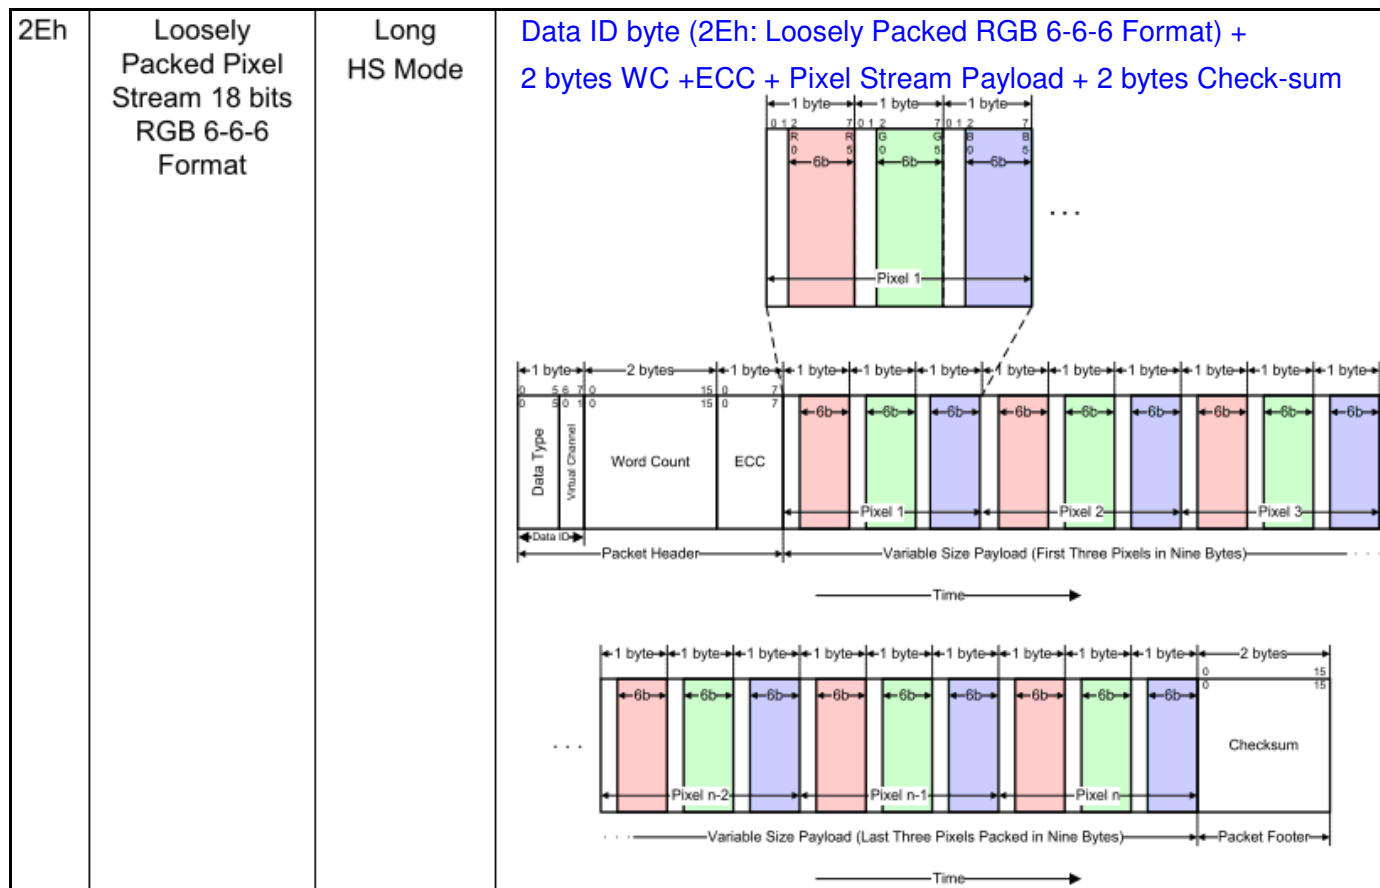 2Eh
Loosely
Packed Pixel
Stream 18 bits
RGB 6-6-6
Format
Long
HS Mode
Data ID byte (2Eh: Loosely Packed RGB 6-6-6 Format) +
2 bytes WC +ECC + Pixel Stream Payload + 2 bytes Check-sum
1 byte 1 byte 1 byte
0 1 2 7 0 1 2 7 0 1 2 7
R R G G B B
0 5 0 5 0 5
6b 6b 6b
. . .
Pixel 1
1 byte 2 bytes 1 byte 1 byte 1 byte 1 byte 1 byte 1 byte 1 byte 1 byte 1 byte 1 byte
0 5 6 7 0 15 0 7
0 5 0 1 0 15 0 7
6b 6b 6b 6b 6b 6b 6b 6b 6b
Data Type
Virtual Channel
Word Count
ECC
Pixel 1 Pixel 2 Pixel 3
Data ID
Packet Header Variable Size Payload (First Three Pixels in Nine Bytes) . . .
Time
1 byte 1 byte 1 byte 1 byte 1 byte 1 byte 1 byte 1 byte 1 byte 2 bytes
0 15
0 15
6b 6b 6b 6b 6b 6b 6b 6b 6b
. . .
Checksum
Pixel n-2 Pixel n-1 Pixel n
. . . Variable Size Payload (Last Three Pixels Packed in Nine Bytes) Packet Footer
Time